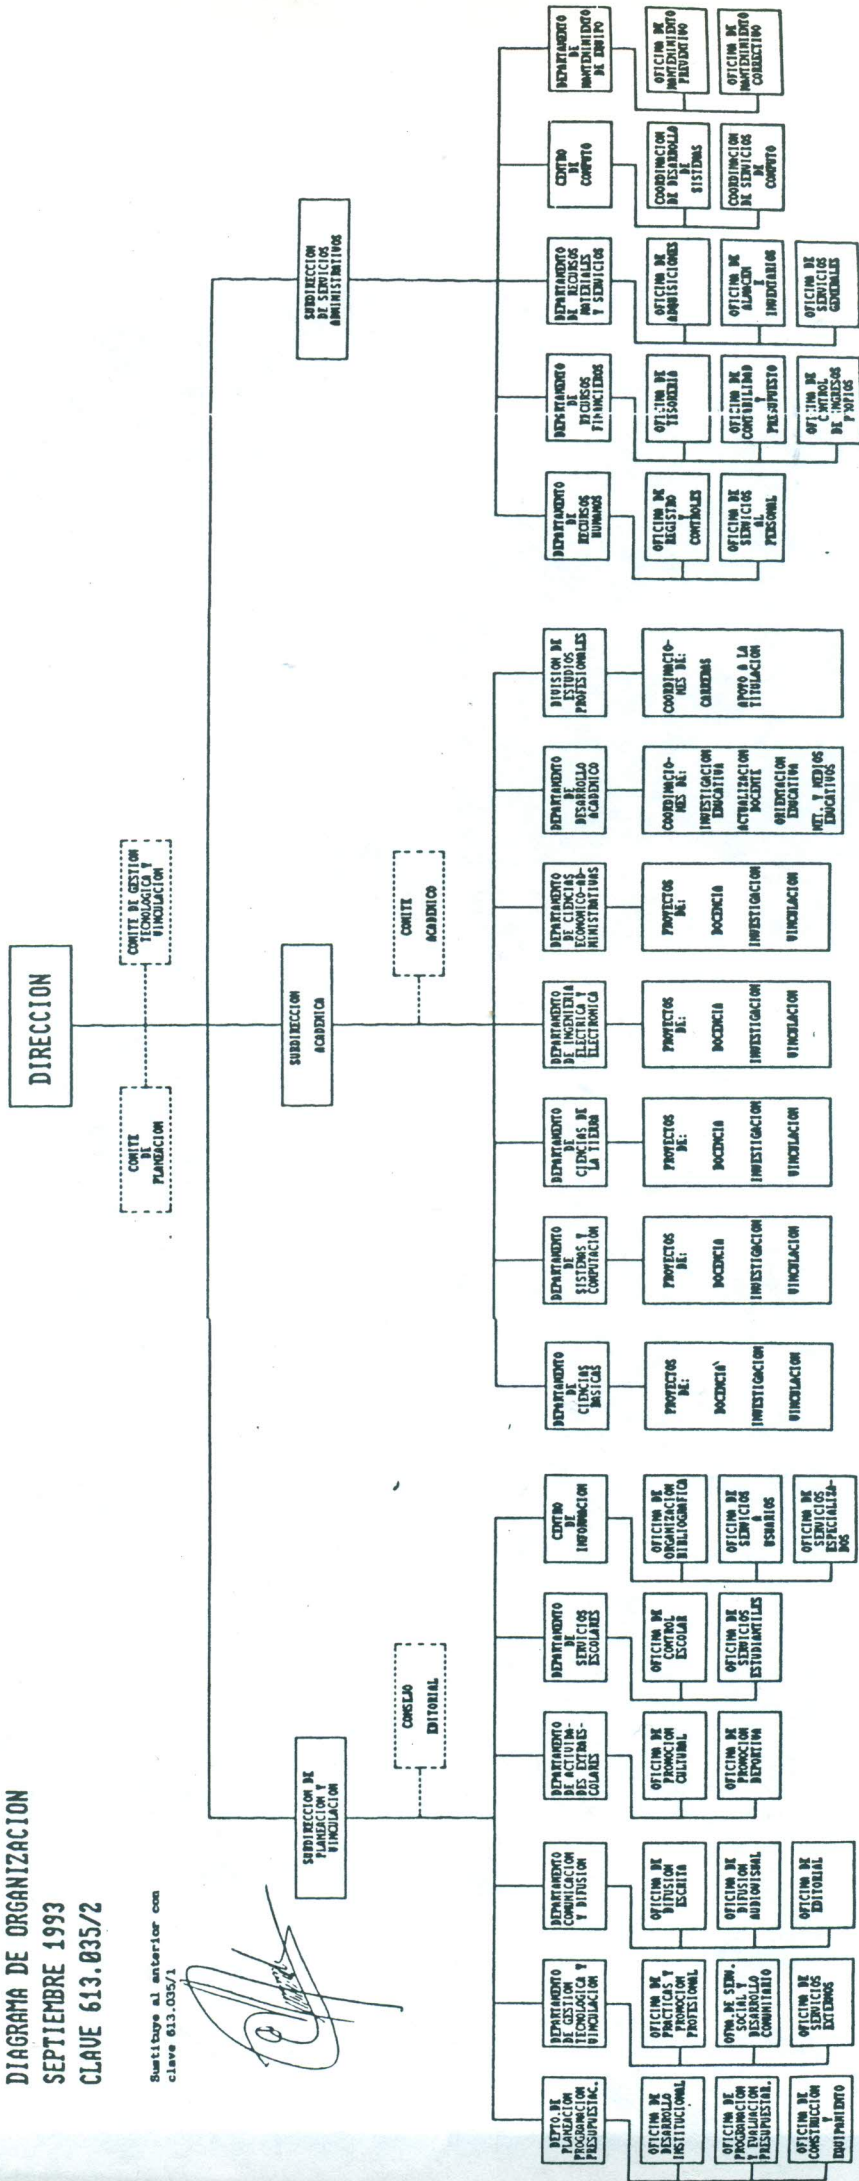 DIAGRAMA DE ORGANIZACION
SEPTIEMBRE 1993
CLAVE 613.035/2
Sustituye al anterior con
clave 613.035/1
DIRECCION
COMITE
DE
PLANEACION
COMITE DE GESTION
TECNOLOGICA Y
VINCULACION
SUBDIRECCION DE
PLANEACION Y
VINCULACION
SUBDIRECCION
ACADEMICA
SUBDIRECCION
DE SERVICIOS
ADMINISTRATIVOS
CONSEJO
EDITORIAL
COMITE
ACADEMICO
DEPTO. DE
PLANEACION
PROGRAMACION
PRESUPUESTAC.
OFICINA DE
DESARROLLO
INSTITUCIONAL
OFICINA DE
PROGRAMACION
Y EVALUACION
PRESUPUESTAR.
OFICINA DE
CONSTRUCCION
Y
EQUIPAMIENTO
DEPARTAMENTO
DE GESTION
TECNOLOGICA Y
VINCULACION
OFICINA DE
PRACTICAS Y
PROMOCION
PROFESIONAL
OFNA. DE SERV.
SOCIAL Y
DESARROLLO
COMUNITARIO
OFICINA DE
SERVICIOS
EXTERNOS
DEPARTAMENTO
COMUNICACION
Y DIFUSION
OFICINA DE
DIFUSION
ESCRITA
OFICINA DE
DIFUSION
AUDIOVISUAL
OFICINA DE
EDITORIAL
DEPARTAMENTO
DE ACTIVIDA-
DES EXTRAES-
COLARES
OFICINA DE
PROMOCION
CULTURAL
OFICINA DE
PROMOCION
DEPORTIVA
DEPARTAMENTO
DE
SERVICIOS
ESCOLARES
OFICINA DE
CONTROL
ESCOLAR
OFICINA DE
SERVICIOS
ESTUDIANTILES
CENTRO
DE
INFORMACION
OFICINA DE
ORGANIZACION
BIBLIOGRAFICA
OFICINA DE
SERVICIOS
A
USUARIOS
OFICINA DE
SERVICIOS
ESPECIALIZA-
DOS
DEPARTAMENTO
DE
CIENCIAS
BASICAS
PROYECTOS
DE:
DOCENCIA
INVESTIGACION
VINCULACION
DEPARTAMENTO
DE
SISTEMAS Y
COMPUTACION
PROYECTOS
DE:
DOCENCIA
INVESTIGACION
VINCULACION
DEPARTAMENTO
DE
CIENCIAS DE
LA TIERRA
PROYECTOS
DE:
DOCENCIA
INVESTIGACION
VINCULACION
DEPARTAMENTO
DE INGENIERIA
ELECTRICA Y
ELECTRONICA
PROYECTOS
DE:
DOCENCIA
INVESTIGACION
VINCULACION
DEPARTAMENTO
DE CIENCIAS
ECONOMICO-AD-
MINISTRATIVAS
PROYECTOS
DE:
DOCENCIA
INVESTIGACION
VINCULACION
DEPARTAMENTO
DE
DESARROLLO
ACADEMICO
COORDINACIO-
NES DE:
INVESTIGACION
EDUCATIVA
ACTUALIZACION
DOCENTE
ORIENTACION
EDUCATIVA
MET. Y MEDIOS
EDUCATIVOS
DIVISION DE
ESTUDIOS
PROFESIONALES
COORDINACIO-
NES DE:
CARRERAS
APOYO A LA
TITULACION
DEPARTAMENTO
DE
RECURSOS
HUMANOS
OFICINA DE
REGISTRO
Y
CONTROLES
OFICINA DE
SERVICIOS
AL
PERSONAL
DEPARTAMENTO
DE
RECURSOS
FINANCIEROS
OFICINA DE
TESORERIA
OFICINA DE
CONTABILIDAD
Y
PRESUPUESTO
OFICINA DE
CONTROL
DE INGRESOS
PROPIOS
DEPARTAMENTO
DE RECURSOS
MATERIALES
Y SERVICIOS
OFICINA DE
ADQUISICIONES
OFICINA DE
ALMACEN
E
INVENTARIOS
OFICINA DE
SERVICIOS
GENERALES
CENTRO
DE
COMPUTO
COORDINACION
DE DESARROLLO
DE
SISTEMAS
COORDINACION
DE SERVICIOS
DE
COMPUTO
DEPARTAMENTO
DE
MANTENIMIENTO
DE EQUIPO
OFICINA DE
MANTENIMIENTO
PREVENTIVO
OFICINA DE
MANTENIMIENTO
CORRECTIVO